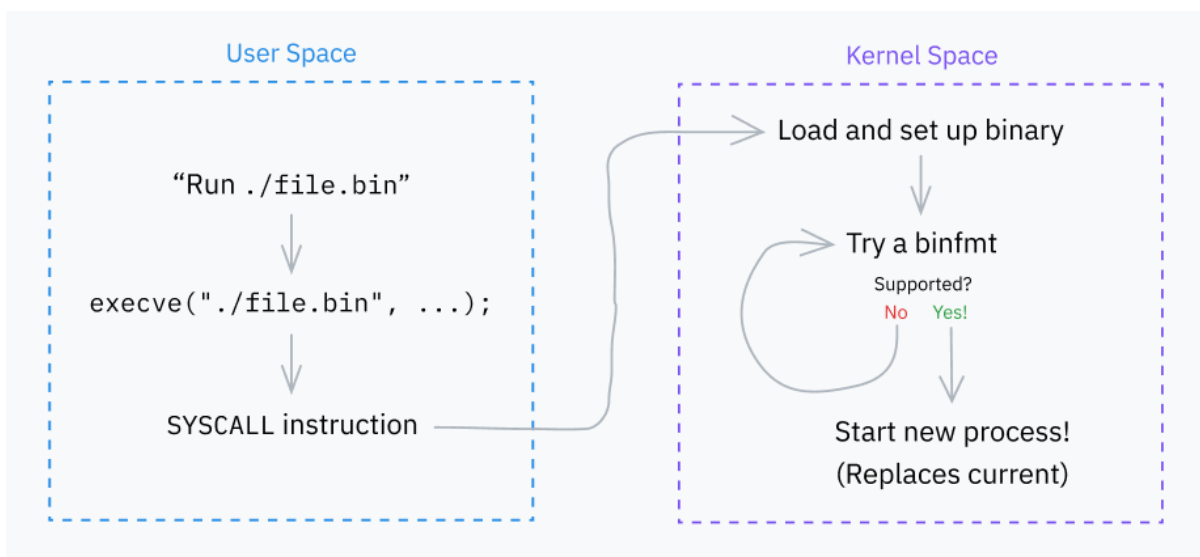 User Space
“Run ./file.bin”
execve("./file.bin", ...);
SYSCALL instruction
Kernel Space
Load and set up binary
Try a binfmt
Supported?
No Yes!
Start new process!
(Replaces current)